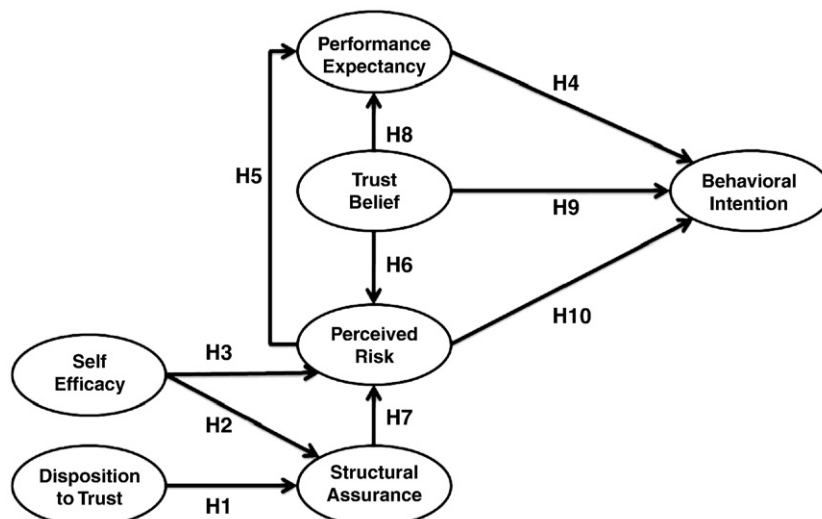 Performance
Expectancy
H4
H8
H5
Trust
Belief
H9
Behavioral
Intention
H6
Perceived
Risk
H10
Self
Efficacy
H3
H2
H7
Disposition
to Trust
H1
Structural
Assurance